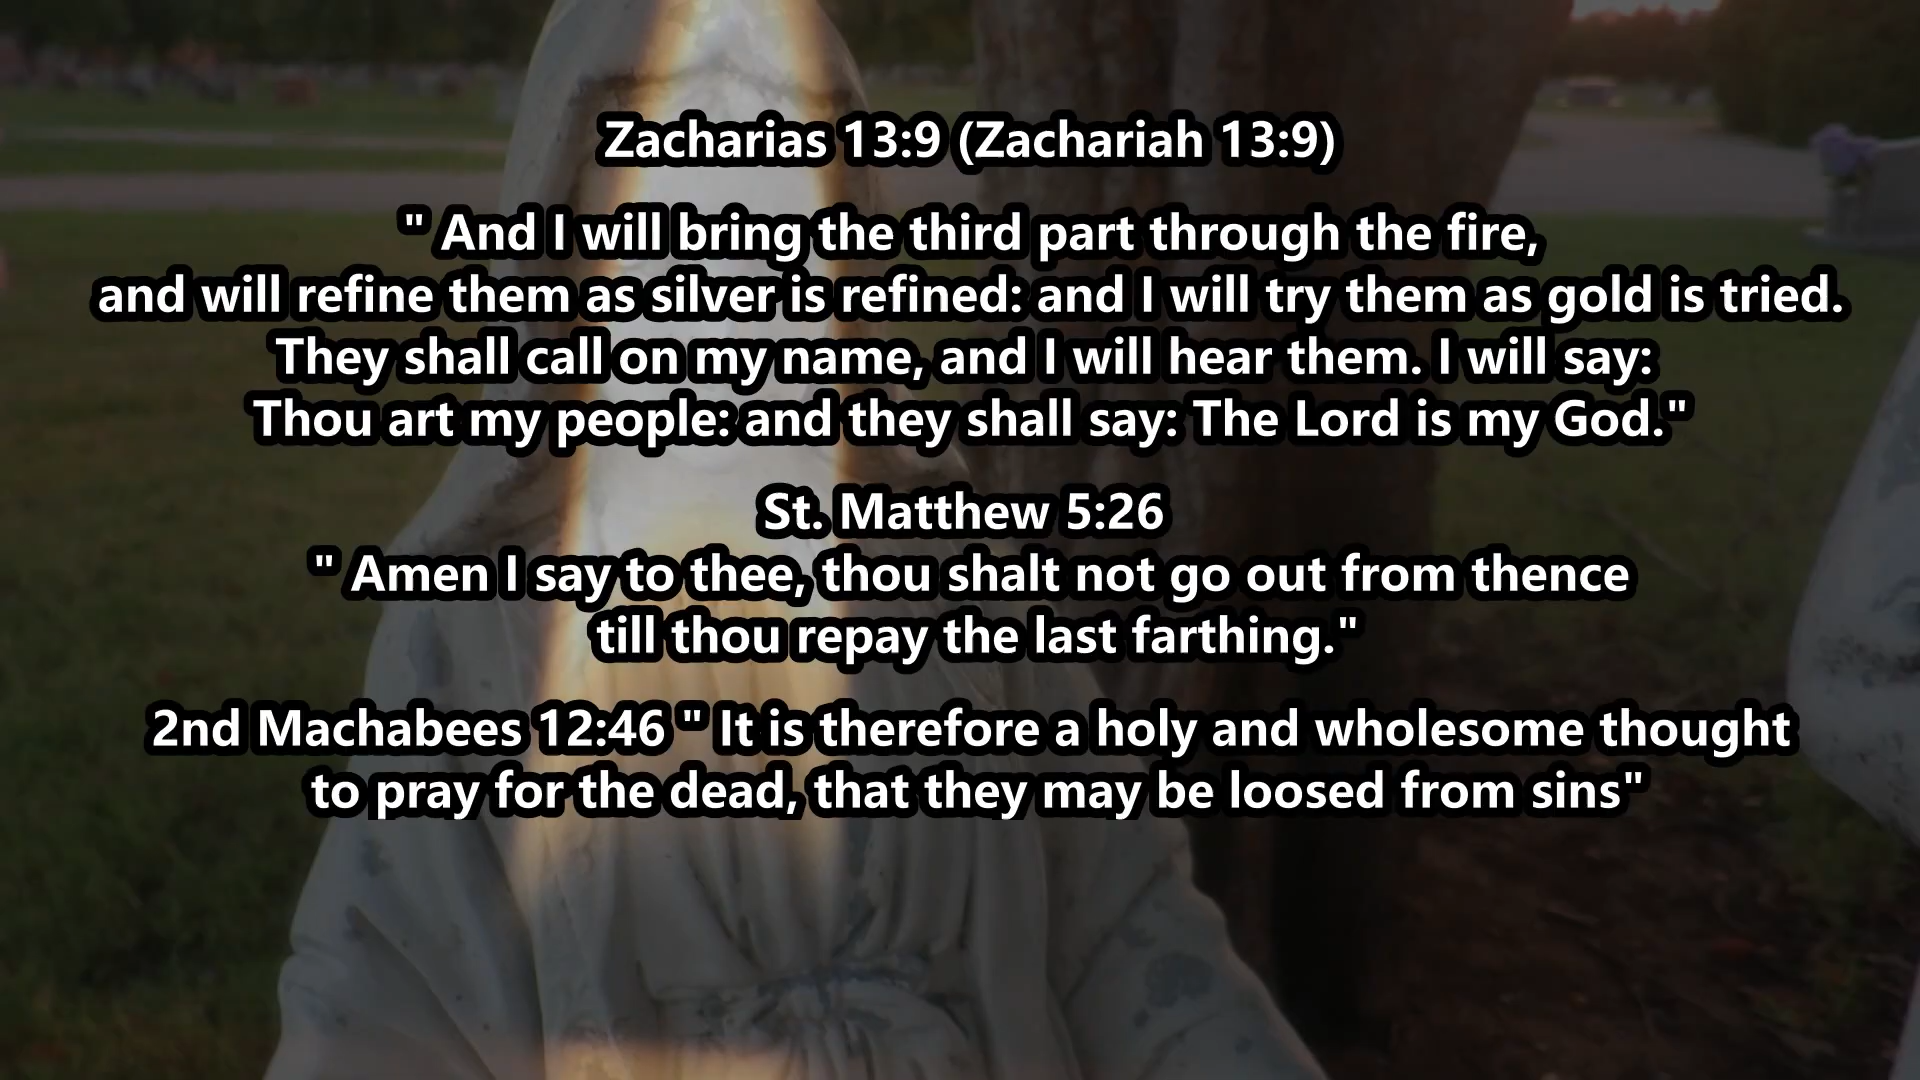 Zacharias 13:9 (Zachariah 13:9)
" And I will bring the third part through the fire,
and will refine them as silver is refined: and I will try them as gold is tried.
They shall call on my name, and I will hear them. I will say:
Thou art my people: and they shall say: The Lord is my God."
St. Matthew 5:26
" Amen I say to thee, thou shalt not go out from thence
till thou repay the last farthing."
2nd Machabees 12:46 " It is therefore a holy and wholesome thought
to pray for the dead, that they may be loosed from sins"